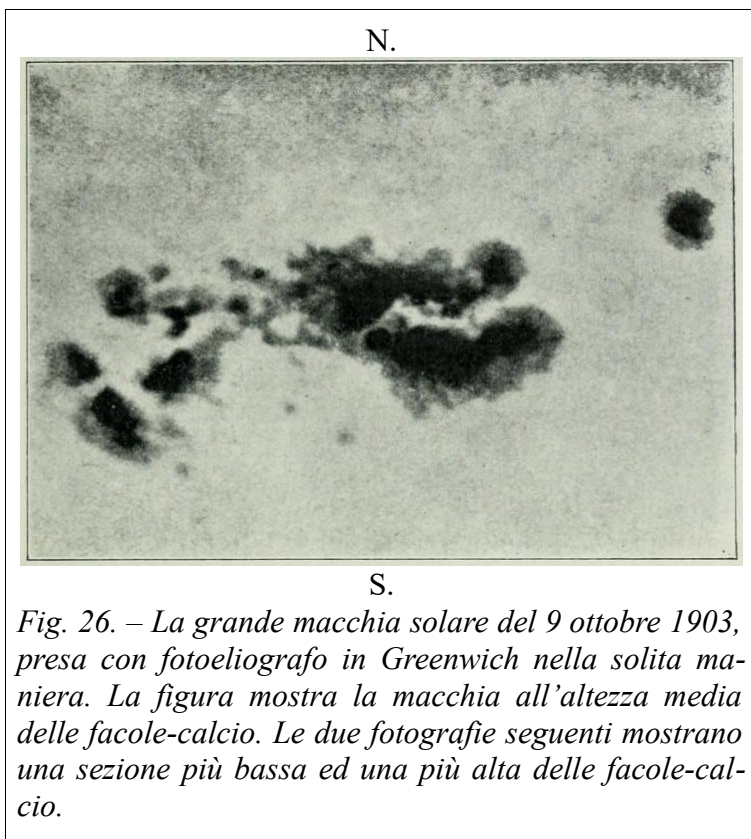 N.
S.
Fig. 26. – La grande macchia solare del 9 ottobre 1903,
presa con fotoeliografo in Greenwich nella solita ma-
niera. La figura mostra la macchia all’altezza media
delle facole-calcio. Le due fotografie seguenti mostrano
una sezione più bassa ed una più alta delle facole-cal-
cio.